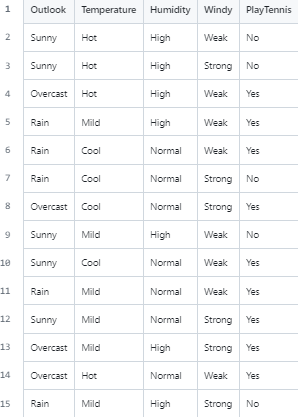 1 Outlook Temperature Humidity Windy PlayTennis
2 Sunny Hot High Weak No
3 Sunny Hot High Strong No
4 Overcast Hot High Weak Yes
5 Rain Mild High Weak Yes
6 Rain Cool Normal Weak Yes
7 Rain Cool Normal Strong No
8 Overcast Cool Normal Strong Yes
9 Sunny Mild High Weak No
10 Sunny Cool Normal Weak Yes
11 Rain Mild Normal Weak Yes
12 Sunny Mild Normal Strong Yes
13 Overcast Mild High Strong Yes
14 Overcast Hot Normal Weak Yes
15 Rain Mild High Strong No